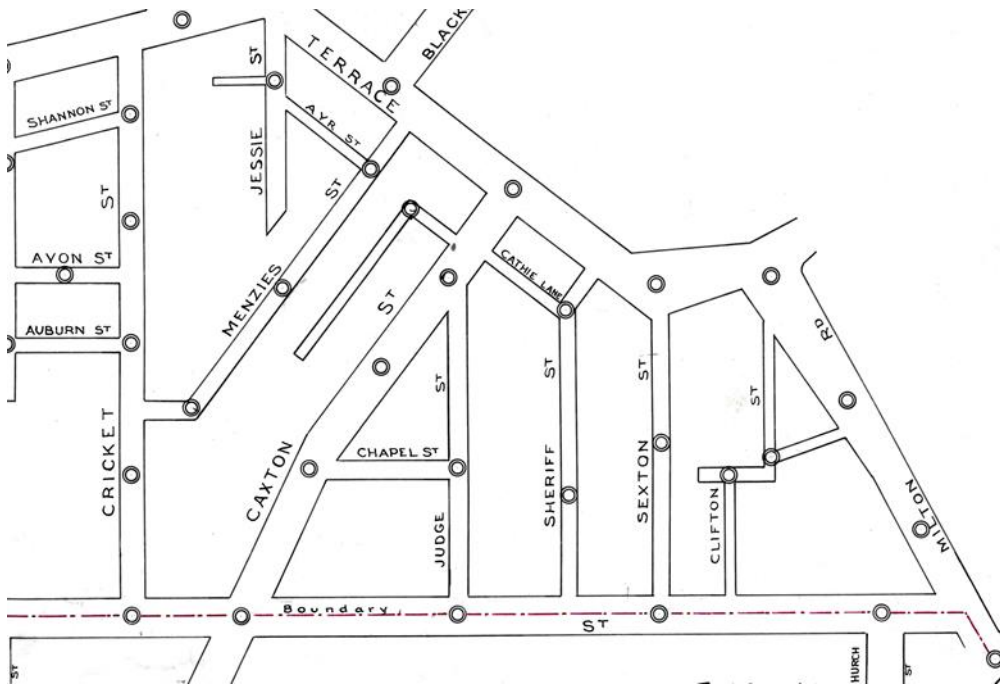 TERRACE
BLACK
SHANNON ST
ST
JESSIE
AYR ST
ST
ST
AVON ST
CATHIE LANE
MENZIES
ST
RD
AUBURN ST
ST
ST
ST
ST
CRICKET
CAXTON
CHAPEL ST
SHERIFF
SEXTON
JUDGE
CLIFTON
MILTON
Boundary
ST
ST
HURCH
ST